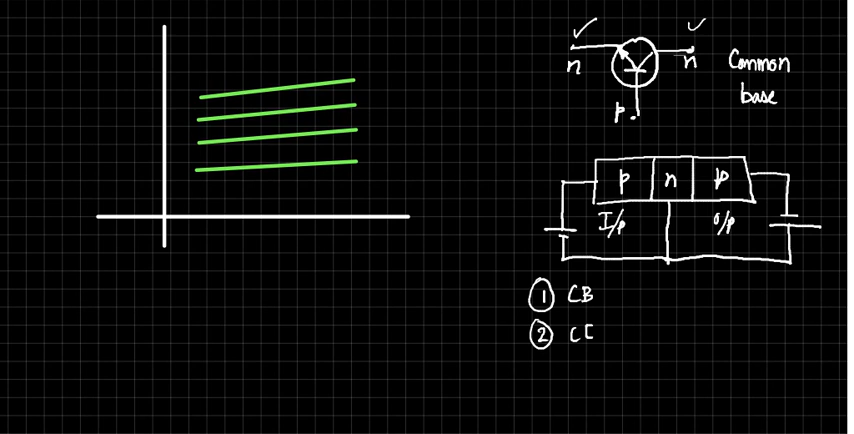 n
n
Common
base
p.
p n p
I/p
o/p
① CB
② CC